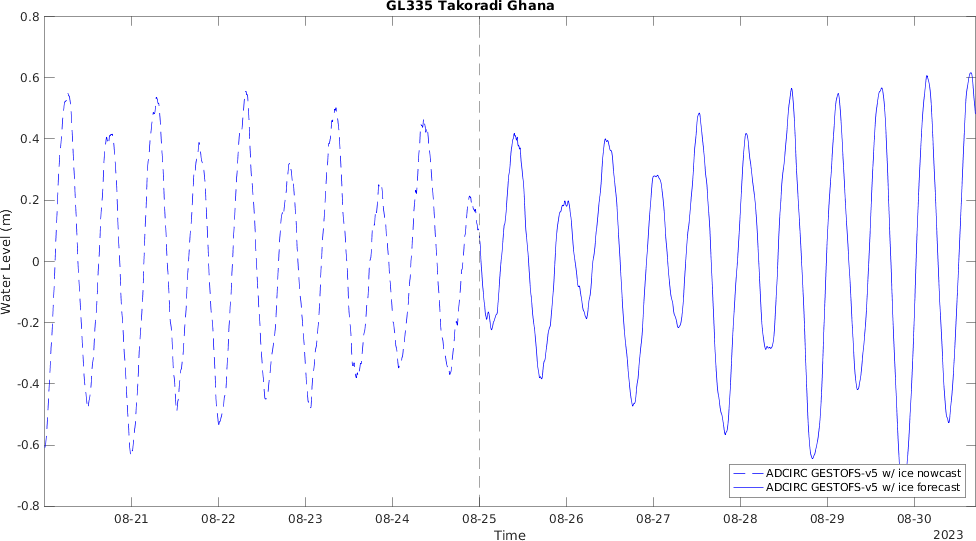 GL335 Takoradi Ghana
0.8
0.6
0.4
0.2
0
-0.2
-0.4
-0.6
-0.8
Water Level (m)
ADCIRC GESTOFS-v5 w/ ice nowcast
ADCIRC GESTOFS-v5 w/ ice forecast
08-21 08-22 08-23 08-24 08-25 08-26 08-27 08-28 08-29 08-30
Time
2023